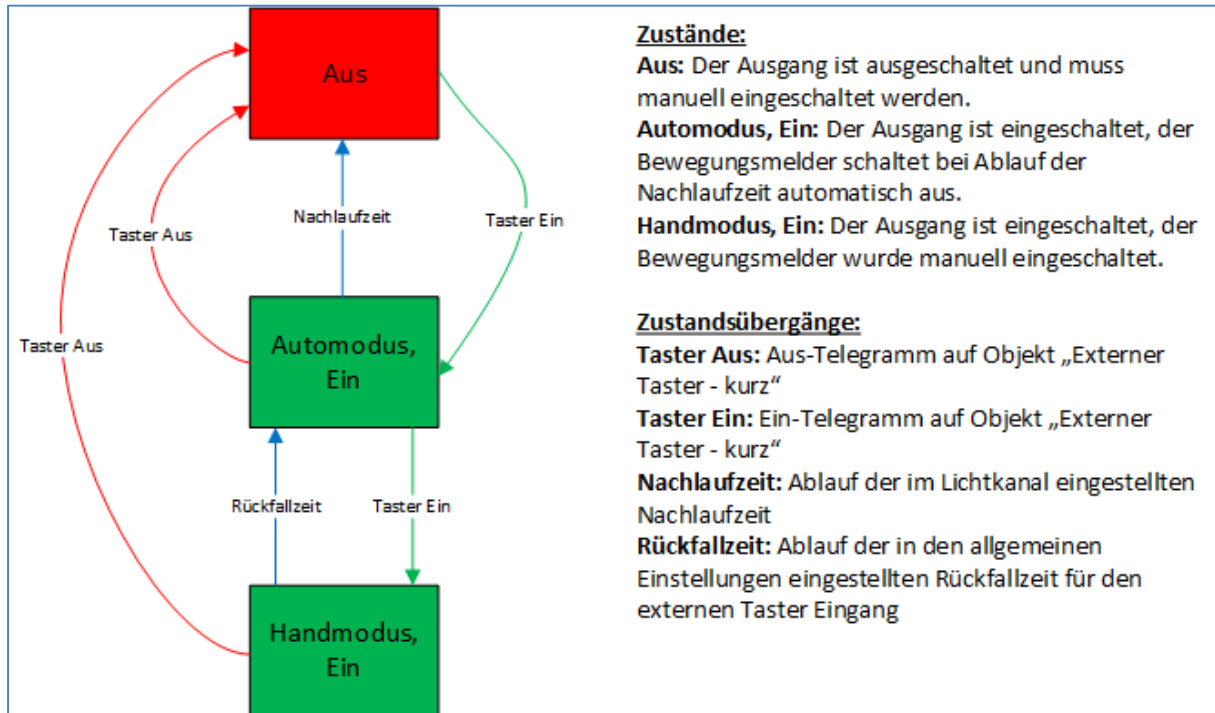 Aus
Nachlaufzeit
Taster Ein
Taster Aus
Taster Aus
Automodus,
Ein
Rückfallzeit
Taster Ein
Handmodus,
Ein
Zustände:
Aus: Der Ausgang ist ausgeschaltet und muss
manuell eingeschaltet werden.
Automodus, Ein: Der Ausgang ist eingeschaltet, der
Bewegungsmelder schaltet bei Ablauf der
Nachlaufzeit automatisch aus.
Handmodus, Ein: Der Ausgang ist eingeschaltet, der
Bewegungsmelder wurde manuell eingeschaltet.
Zustandsübergänge:
Taster Aus: Aus-Telegramm auf Objekt „Externer
Taster - kurz“
Taster Ein: Ein-Telegramm auf Objekt „Externer
Taster - kurz“
Nachlaufzeit: Ablauf der im Lichtkanal eingestellten
Nachlaufzeit
Rückfallzeit: Ablauf der in den allgemeinen
Einstellungen eingestellten Rückfallzeit für den
externen Taster Eingang